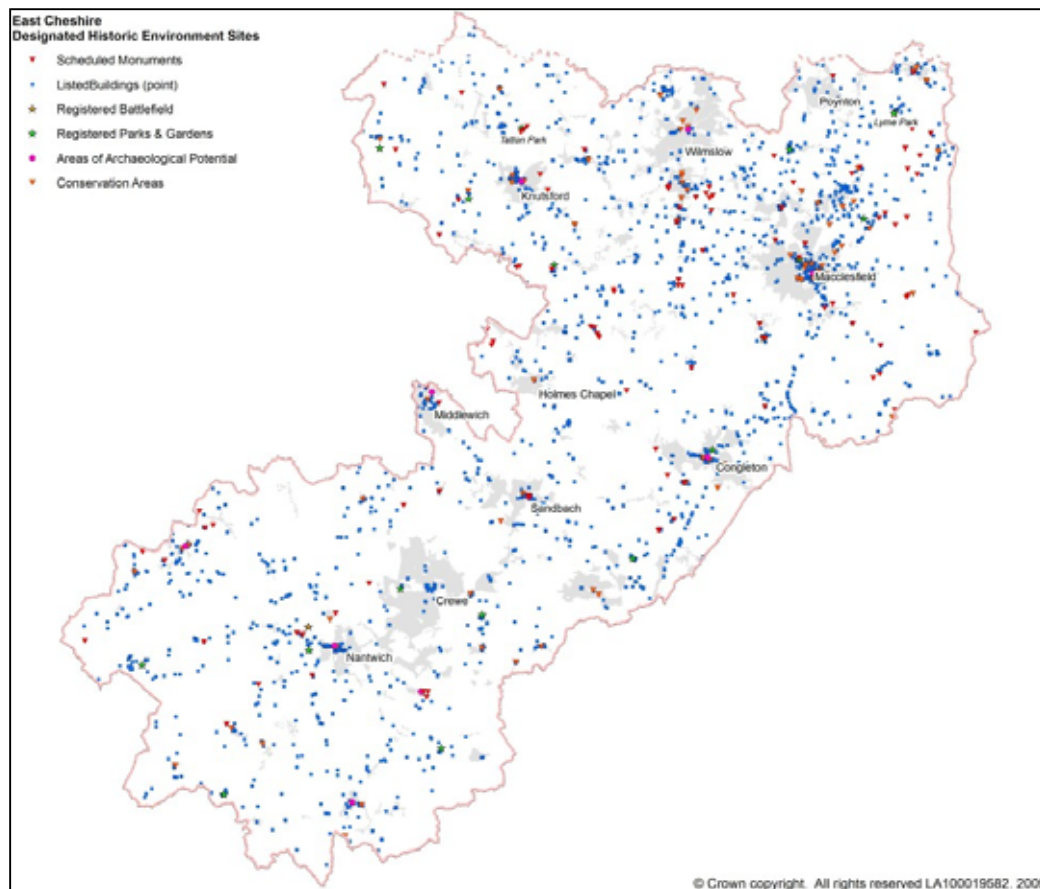 East Cheshire
Designated Historic Environment Sites
Scheduled Monuments
ListedBuildings (point)
Registered Battlefield
Registered Parks & Gardens
Areas of Archaeological Potential
Conservation Areas
Poynton
Lyme Park
Tatton Park
Wilmslow
Knutsford
Macclesfield
Holmes Chapel
Middlewich
Congleton
Sandbach
Crewe
Nantwich
© Crown copyright. All rights reserved LA100019582, 200